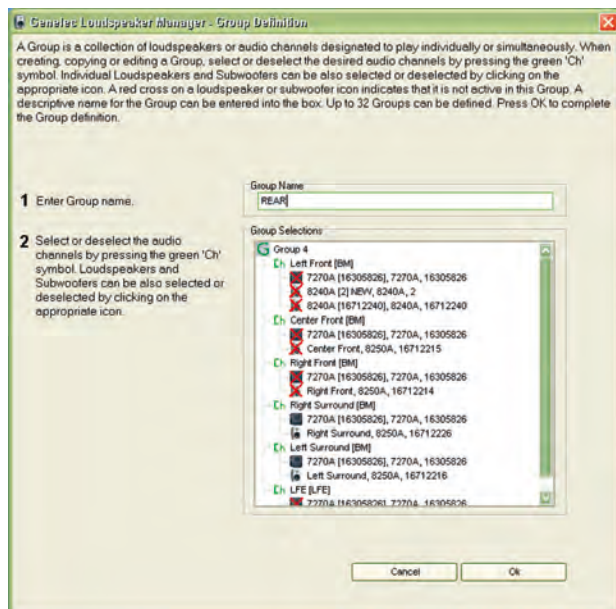 Genelec Loudspeaker Manager - Group Definition
A Group is a collection of loudspeakers or audio channels designated to play individually or simultaneously. When
creating, copying or editing a Group, select or deselect the desired audio channels by pressing the green 'Ch'
symbol. Individual Loudspeakers and Subwoofers can be also selected or deselected by clicking on the
appropriate icon. A red cross on a loudspeaker or subwoofer icon indicates that it is not active in this Group. A
descriptive name for the Group can be entered into the box. Up to 32 Groups can be defined. Press OK to complete
the Group definition.
Group Name
1 Enter Group name.
REAR
2 Select or deselect the audio
channels by pressing the green 'Ch'
symbol. Loudspeakers and
Subwoofers can be also selected or
deselected by clicking on the
appropriate icon.
Group Selections
G Group 4
Ch Left Front [BM]
7270A [16305826], 7270A, 16305826
8240A [2] NEW, 8240A, 2
8240A [16712240], 8240A, 16712240
Ch Center Front [BM]
7270A [16305826], 7270A, 16305826
Center Front, 8250A, 16712215
Ch Right Front [BM]
7270A [16305826], 7270A, 16305826
Right Front, 8250A, 16712214
Ch Right Surround [BM]
7270A [16305826], 7270A, 16305826
Right Surround, 8250A, 16712226
Ch Left Surround [BM]
7270A [16305826], 7270A, 16305826
Left Surround, 8250A, 16712216
Ch LFE [LFE]
7270A [16305826], 7270A, 16305826
Cancel
Ok